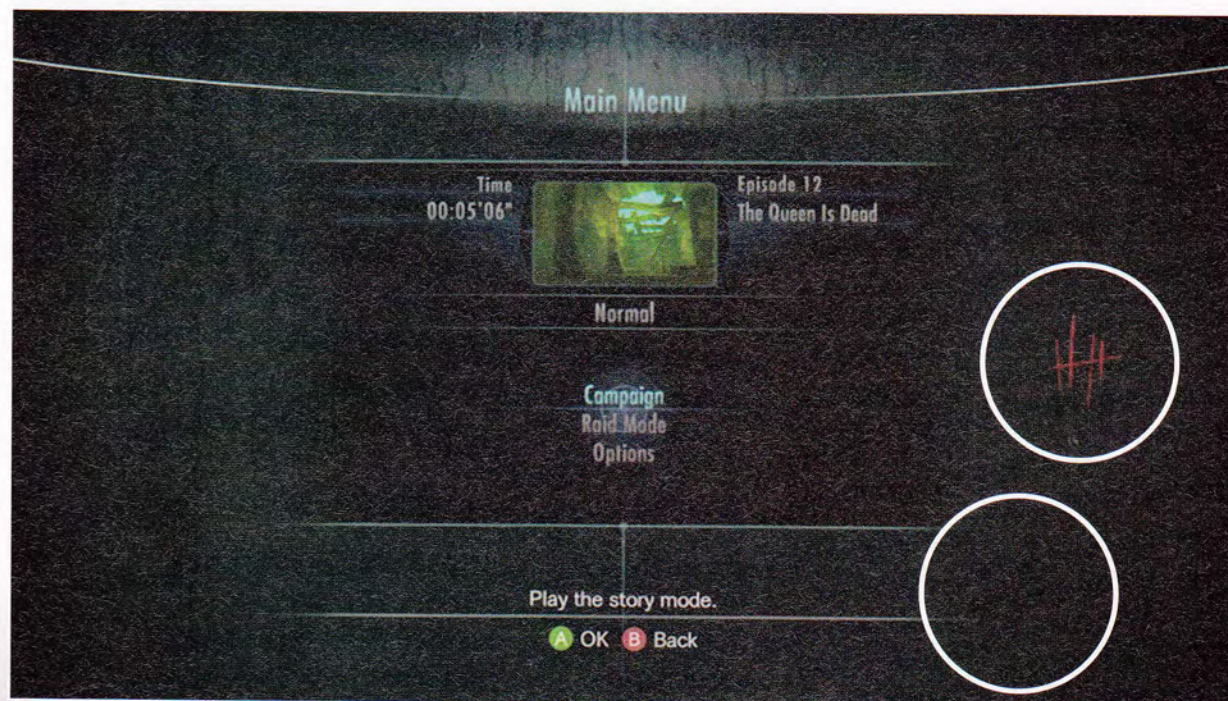 Main Menu
Time
00:05'06"
Episode 12
The Queen Is Dead
Normal
Campaign
Raid Mode
Options
Play the story mode.
A OK B Back